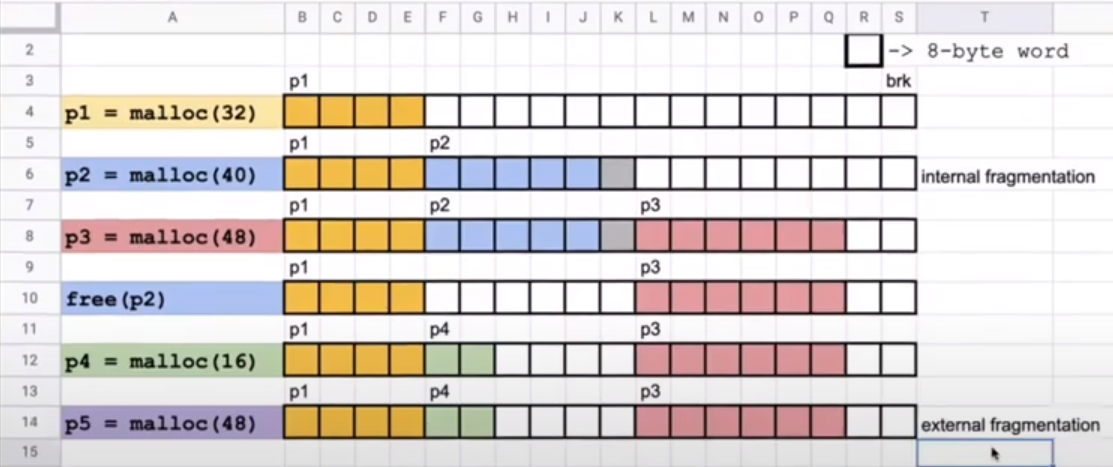 A B C D E F G H I J K L M N O P Q R S T
2 -> 8-byte word
3 p1 brk
4 p1 = malloc(32)
5 p1 p2
6 p2 = malloc(40) internal fragmentation
7 p1 p2 p3
8 p3 = malloc(48)
9 p1 p3
10 free(p2)
11 p1 p4 p3
12 p4 = malloc(16)
13 p1 p4 p3
14 p5 = malloc(48) external fragmentation
15